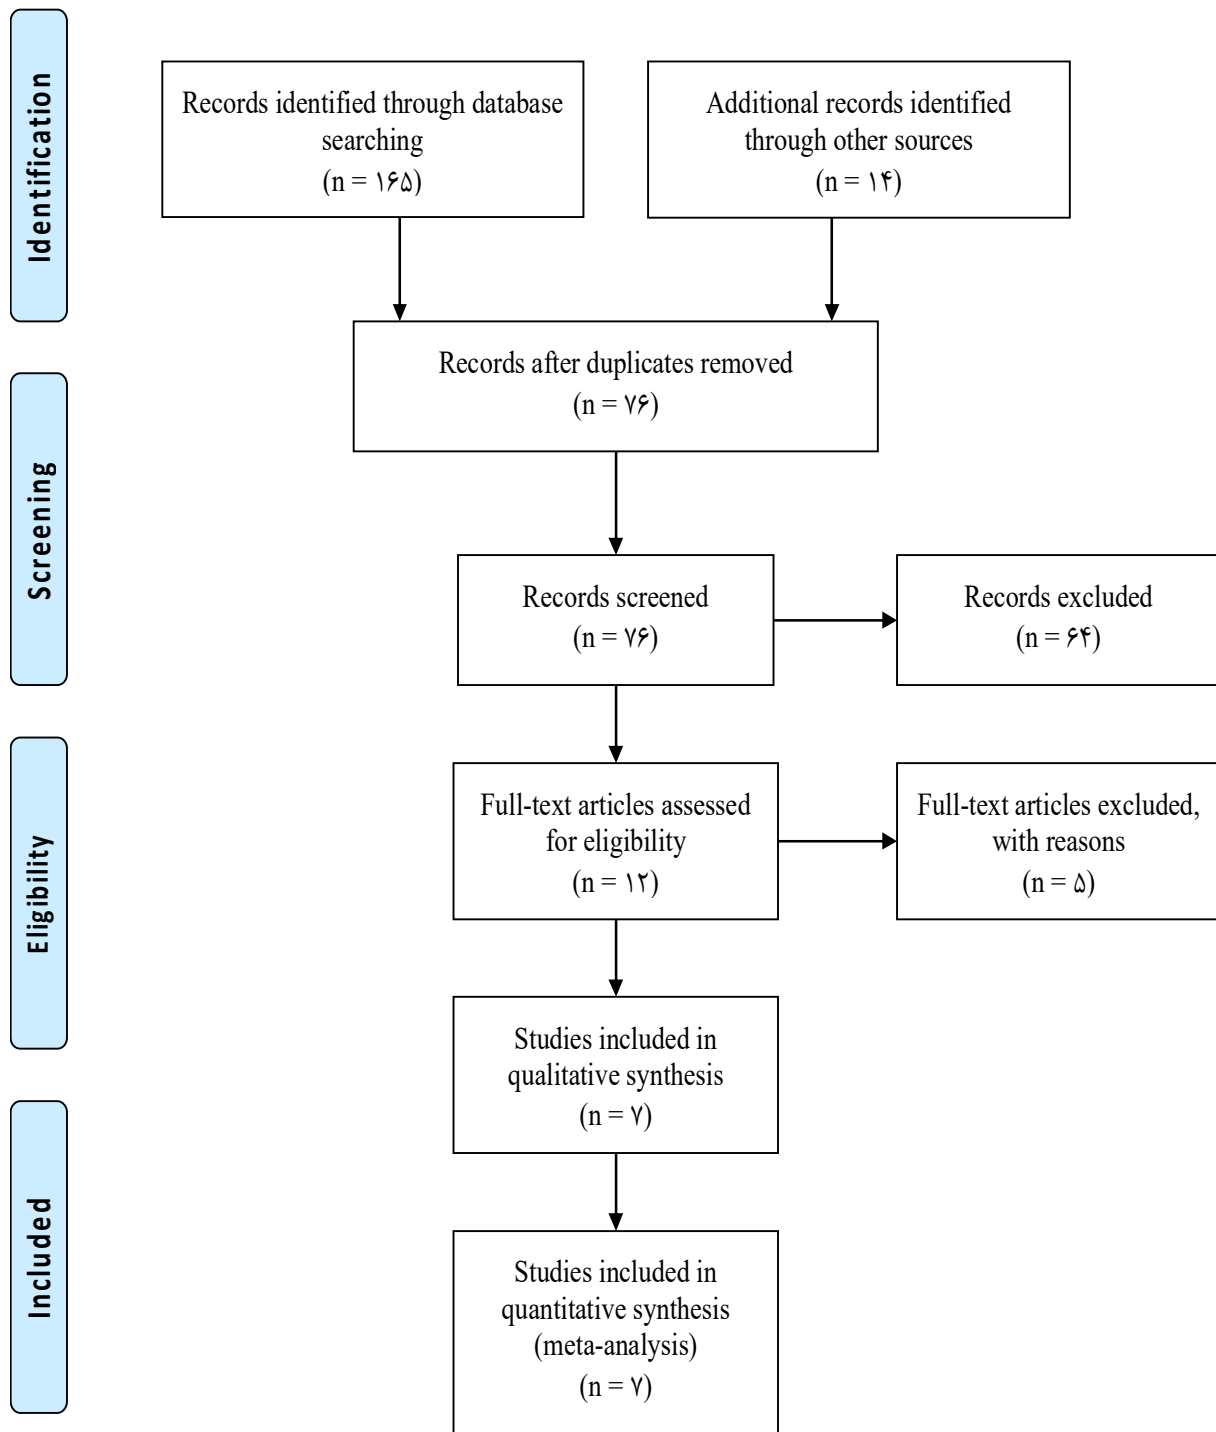 Identification
Records identified through database
searching
(n = ۱۶۵)
Additional records identified
through other sources
(n = ۱۴)
Records after duplicates removed
(n = ۷۶)
Screening
Records screened
(n = ۷۶)
Records excluded
(n = ۶۴)
Eligibility
Full-text articles assessed
for eligibility
(n = ۱۲)
Full-text articles excluded,
with reasons
(n = ۵)
Studies included in
qualitative synthesis
(n = ۷)
Included
Studies included in
quantitative synthesis
(meta-analysis)
(n = ۷)